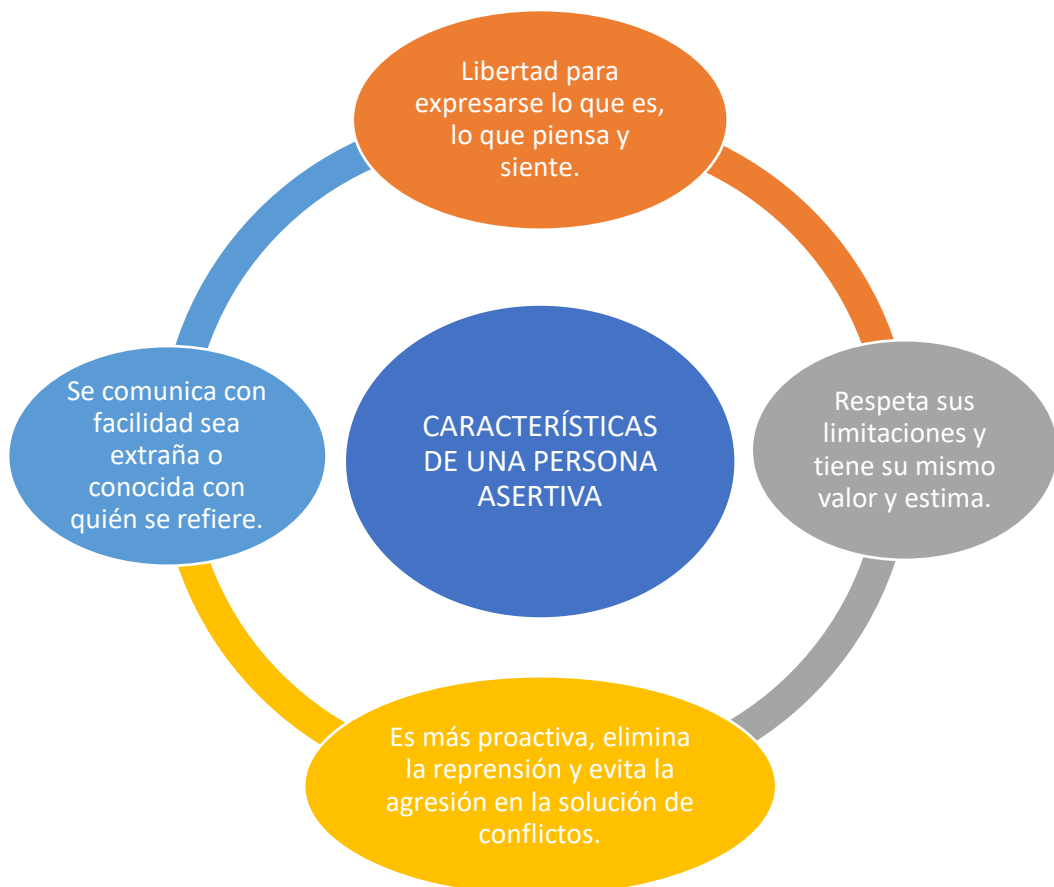 Libertad para
expresarse lo que es,
lo que piensa y
siente.
Se comunica con
facilidad sea
extraña o
conocida con
quién se refiere.
CARACTERÍSTICAS
DE UNA PERSONA
ASERTIVA
Respeta sus
limitaciones y
tiene su mismo
valor y estima.
Es más proactiva, elimina
la reprensión y evita la
agresión en la solución de
conflictos.